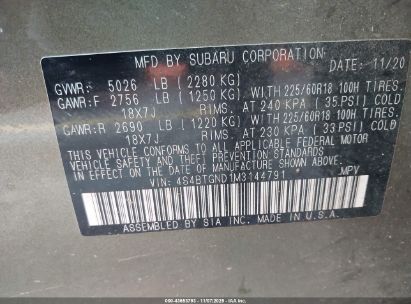 MFD BY SUBARU CORPORATION DATE: 11/20
GVWR: 5026 LB (2280 KG)
GAWR:F 2756 LB (1250 KG) WITH 225/60R18 100H TIRES.
18X7J RIMS. AT 240 KPA (35 PSI) COLD
GAWR:R 2690 LB (1220 KG) WITH 225/60R18 100H TIRES.
18X7J RIMS. AT 230 KPA (33 PSI) COLD
THIS VEHICLE CONFORMS TO ALL APPLICABLE FEDERAL MOTOR
VEHICLE SAFETY
IN EFFECT ON THE DATE OF MANUFACTURE SHOWN ABOVE.
VIN: 4S4BTGND1M3144791 MPV
ASSEMBLED BY SIA INC. MADE IN U.S.A.